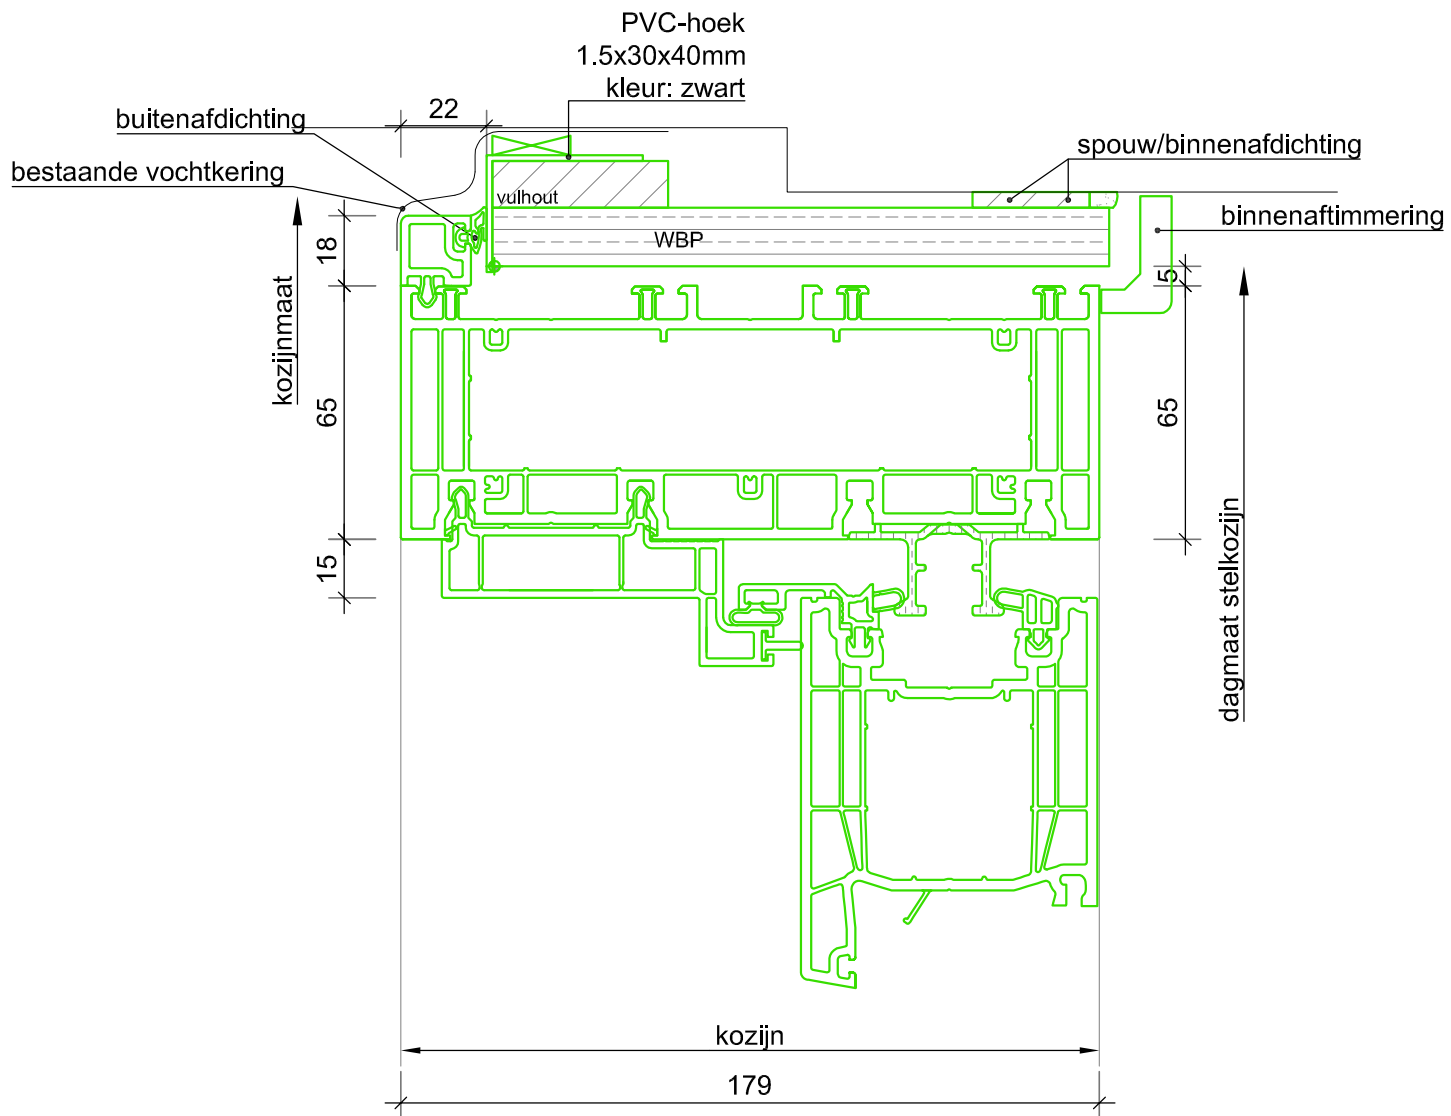 PVC-hoek
1.5x30x40mm
kleur: zwart
22
buitenafdichting
bestaande vochtkering
spouw/binnenafdichting
binnenaftimmering
vulhout
WBP
18
5
kozijnmaat
65
65
15
dagmaat stelkozijn
kozijn
179